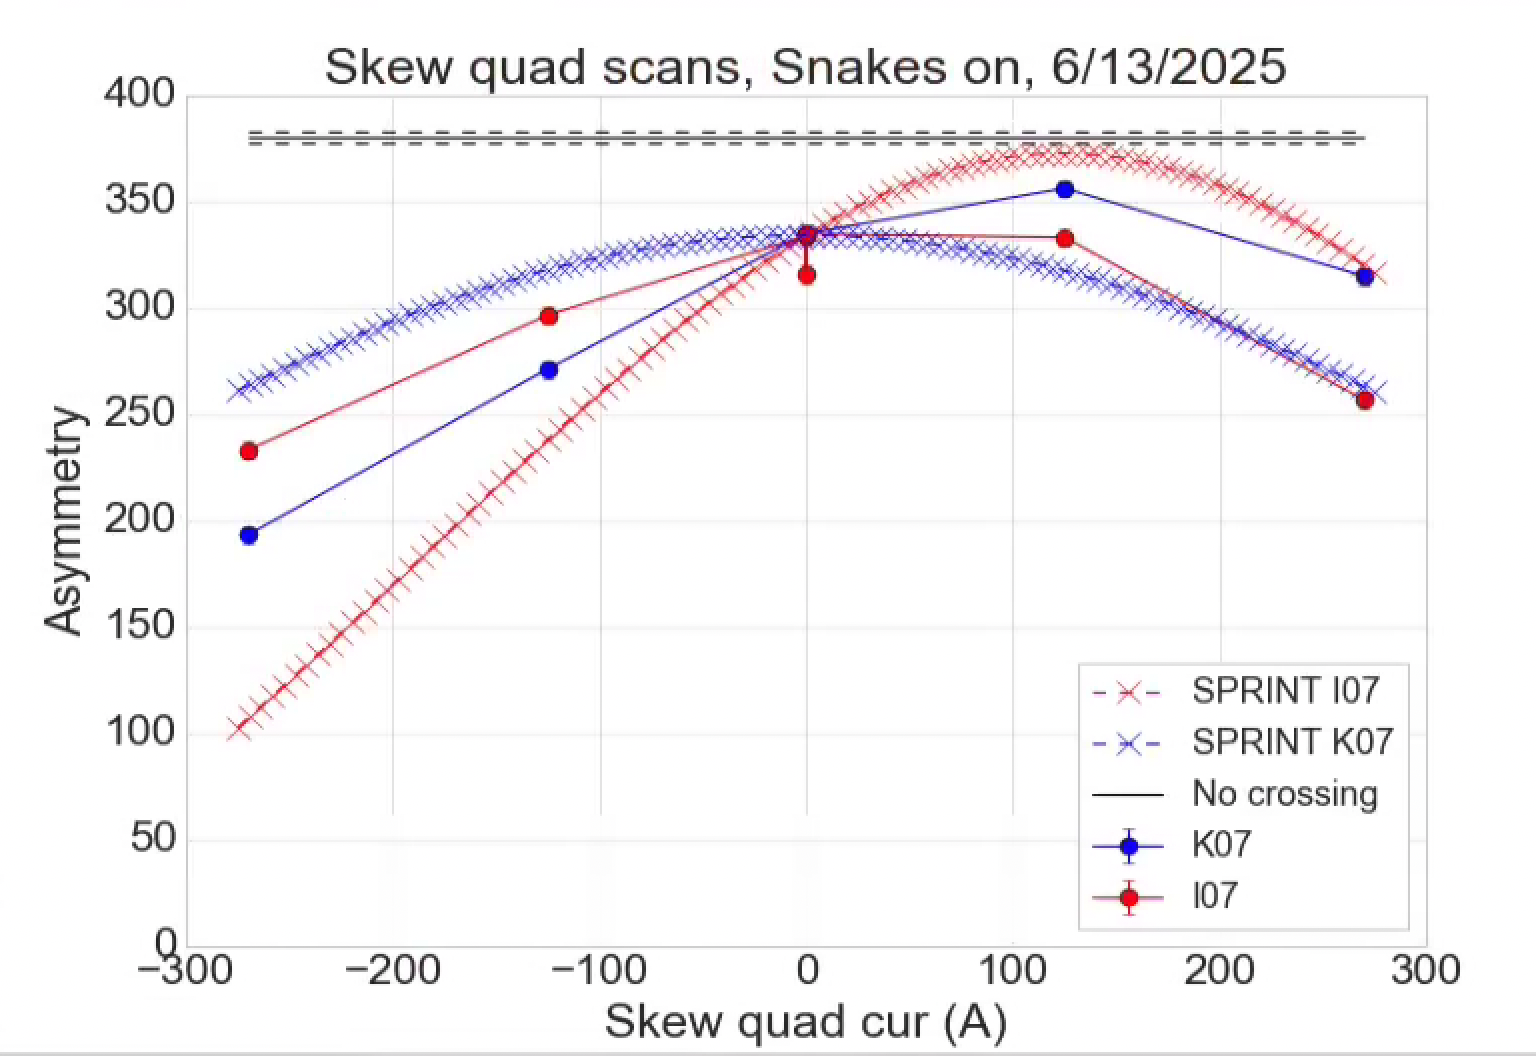 Skew quad scans, Snakes on, 6/13/2025
400
350
300
250
200
150
100
50
0
Asymmetry
SPRINT I07
SPRINT K07
No crossing
K07
I07
−300 −200 −100 0 100 200 300
Skew quad cur (A)